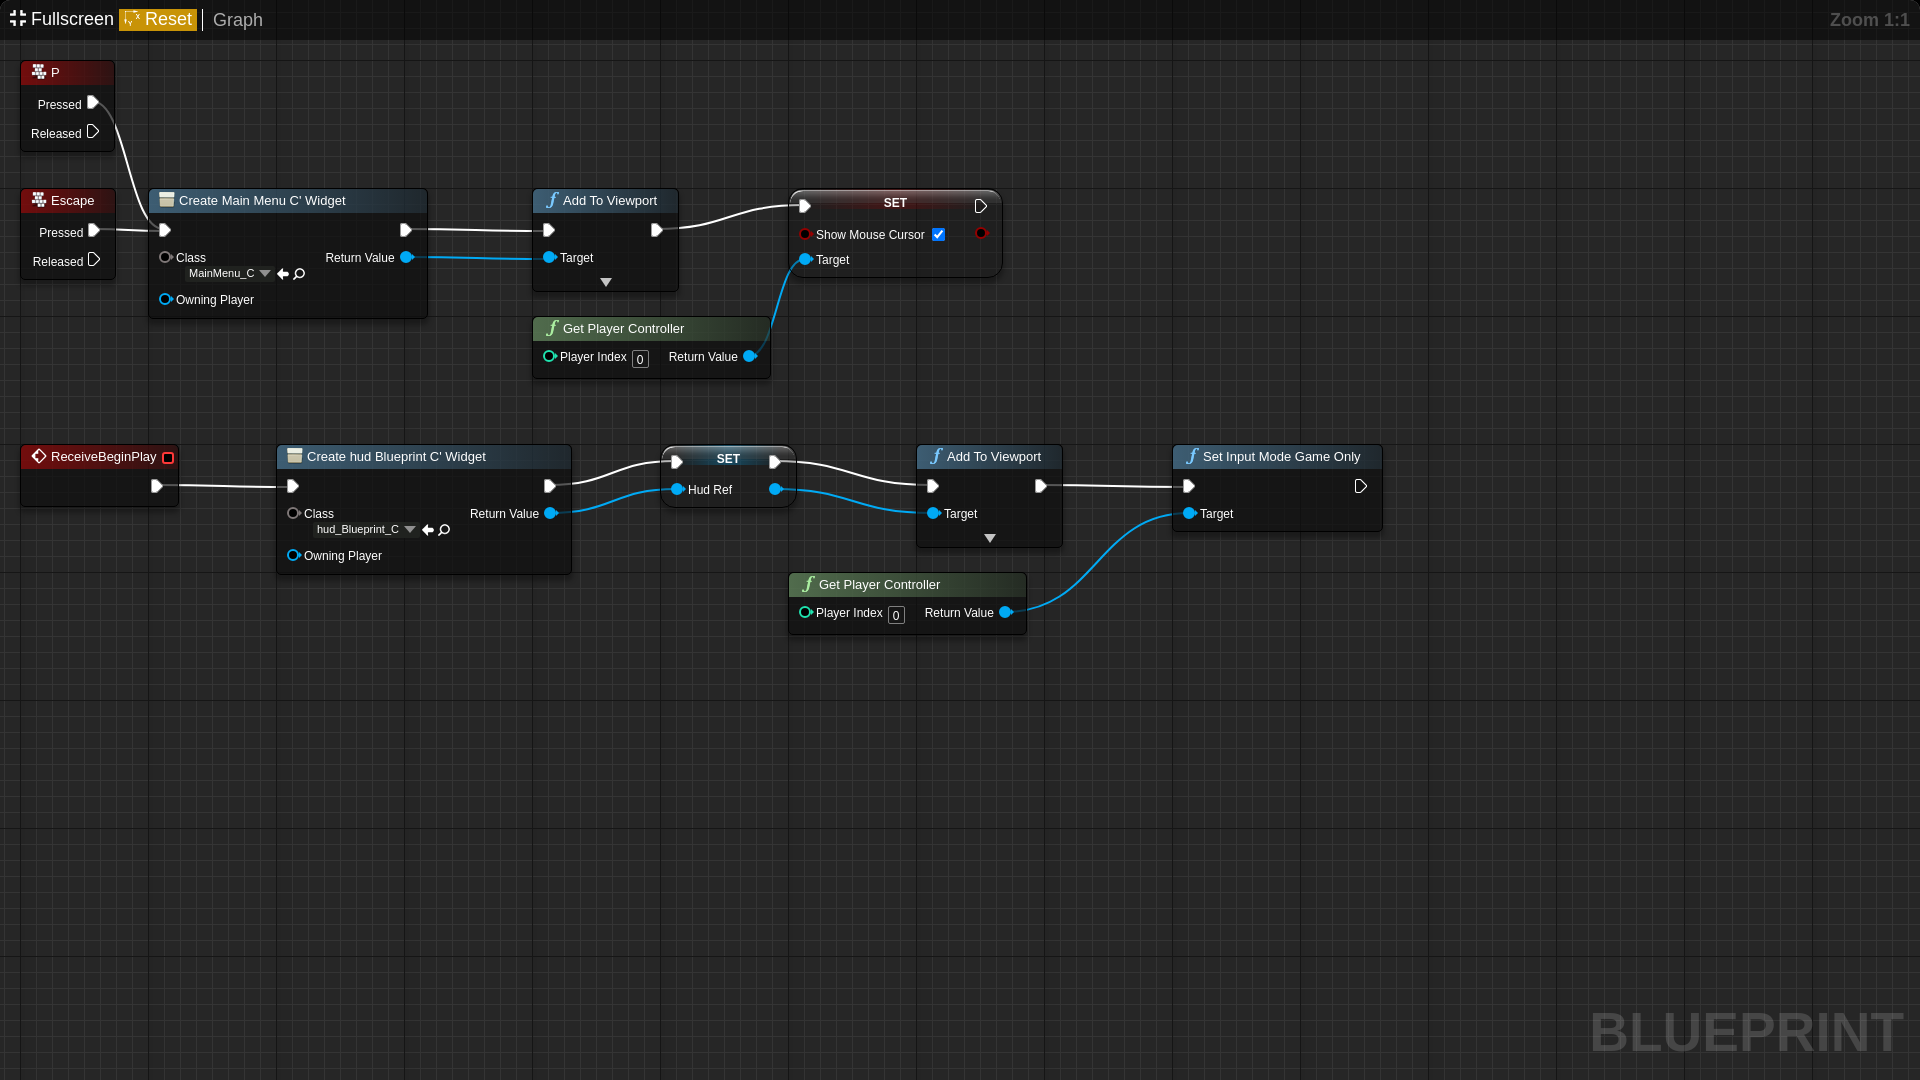 Fullscreen Reset Graph Zoom 1:1
P
Pressed
Released
Escape
Pressed
Released
Create Main Menu C' Widget
Class
MainMenu_C
Return Value
Owning Player
Add To Viewport
Target
SET
Show Mouse Cursor
Target
Get Player Controller
Player Index 0 Return Value
ReceiveBeginPlay
Create hud Blueprint C' Widget
Class
hud_Blueprint_C
Return Value
Owning Player
SET
Hud Ref
Add To Viewport
Target
Set Input Mode Game Only
Target
Get Player Controller
Player Index 0 Return Value
BLUEPRINT